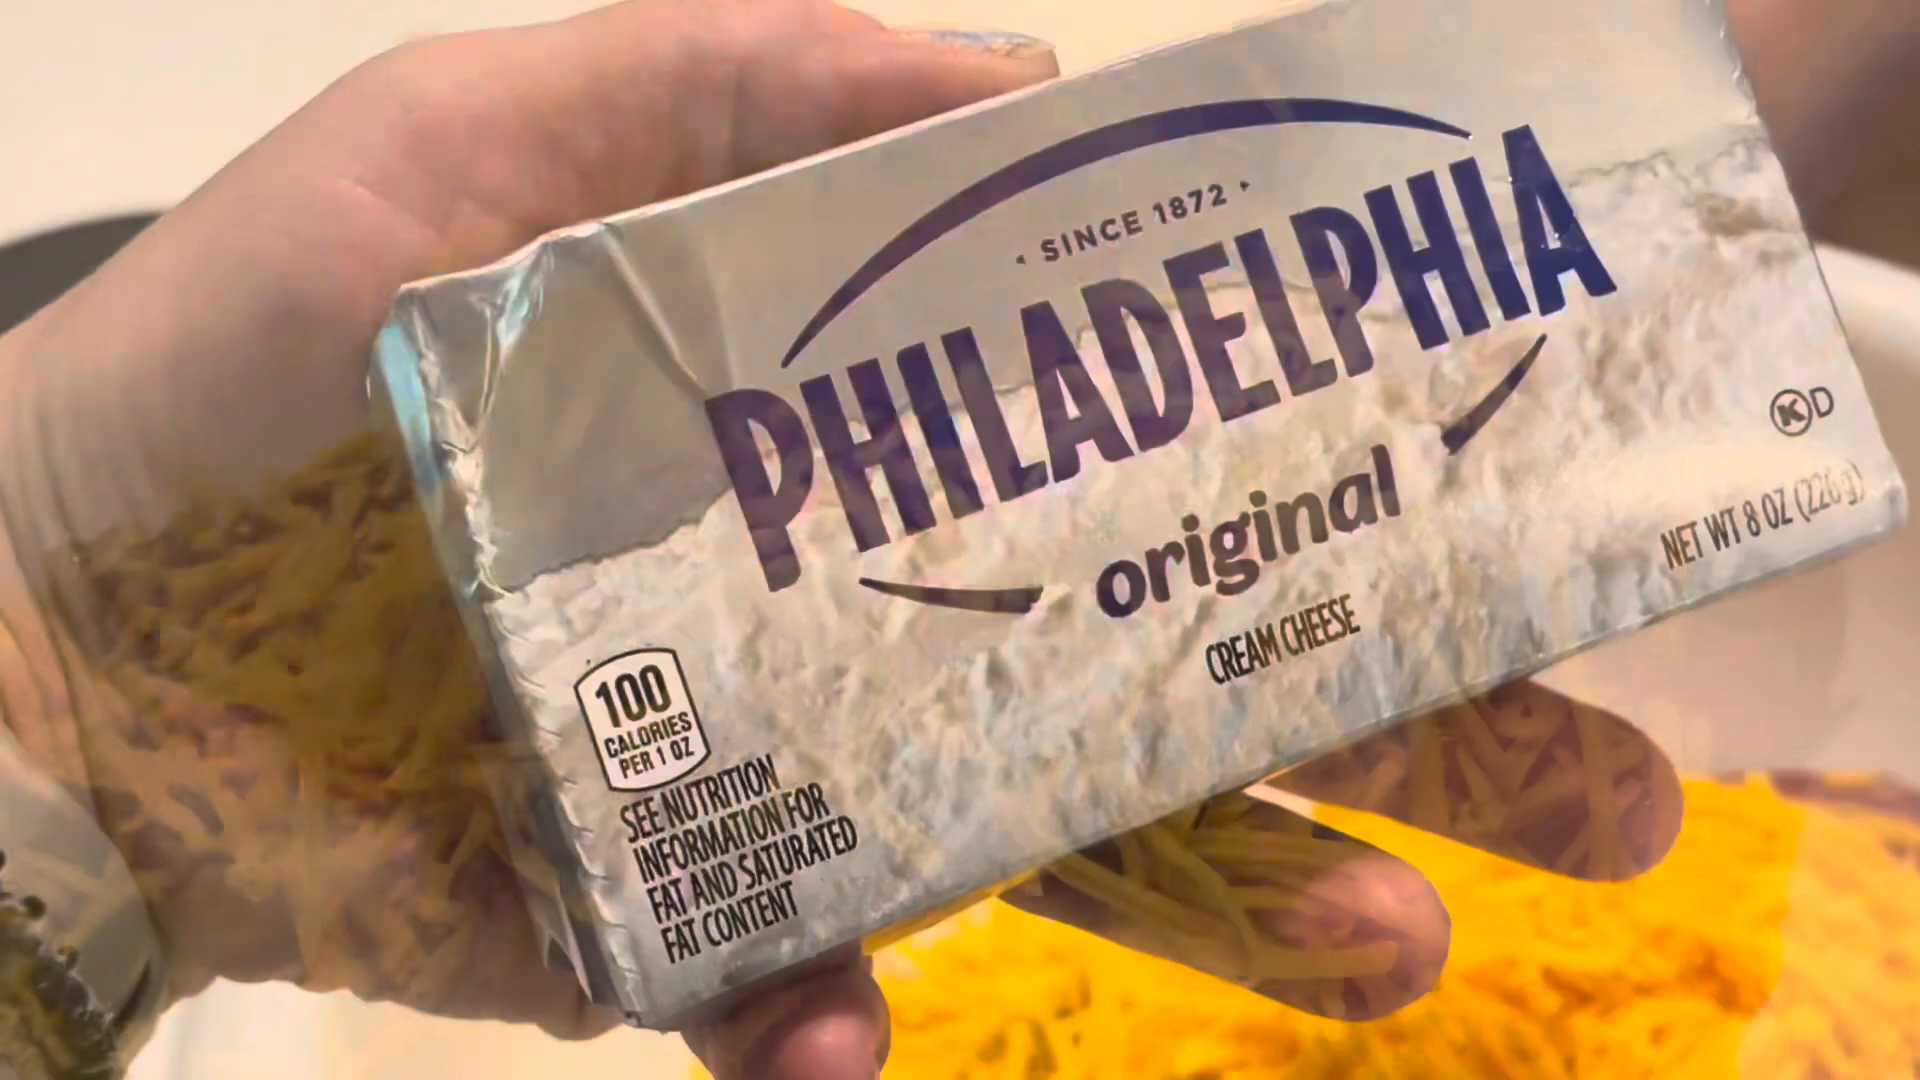 SINCE 1872
PHILADELPHIA
original
CREAM CHEESE
K D
NET WT 8 OZ (226 g)
100
CALORIES
PER 1 OZ
SEE NUTRITION
INFORMATION FOR
FAT AND SATURATED
FAT CONTENT